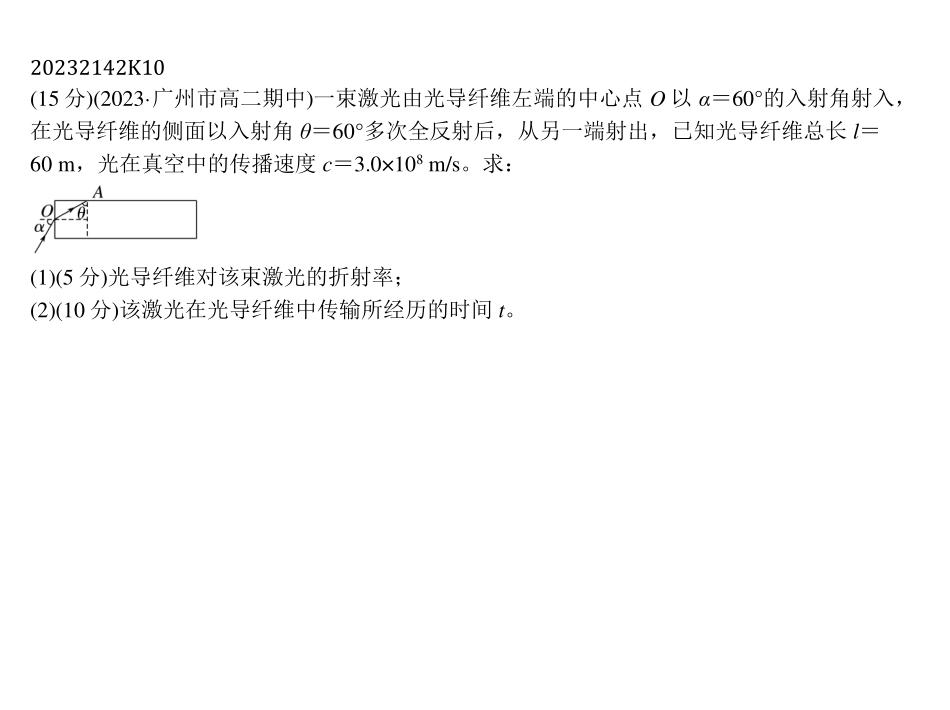 20232142K10
(15 分)(2023·广州市高二期中)一束激光由光导纤维左端的中心点 O 以 α＝60°的入射角射入，
在光导纤维的侧面以入射角 θ＝60°多次全反射后，从另一端射出，已知光导纤维总长 l＝
60 m，光在真空中的传播速度 c＝3.0×10⁸ m/s。求：
A
O
θ
α
(1)(5 分)光导纤维对该束激光的折射率；
(2)(10 分)该激光在光导纤维中传输所经历的时间 t。